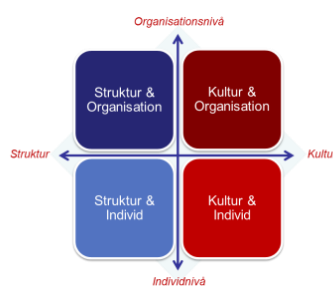 Organisationsnivå
Struktur &
Organisation
Kultur &
Organisation
Struktur
Kultu
Struktur &
Individ
Kultur &
Individ
Individnivå